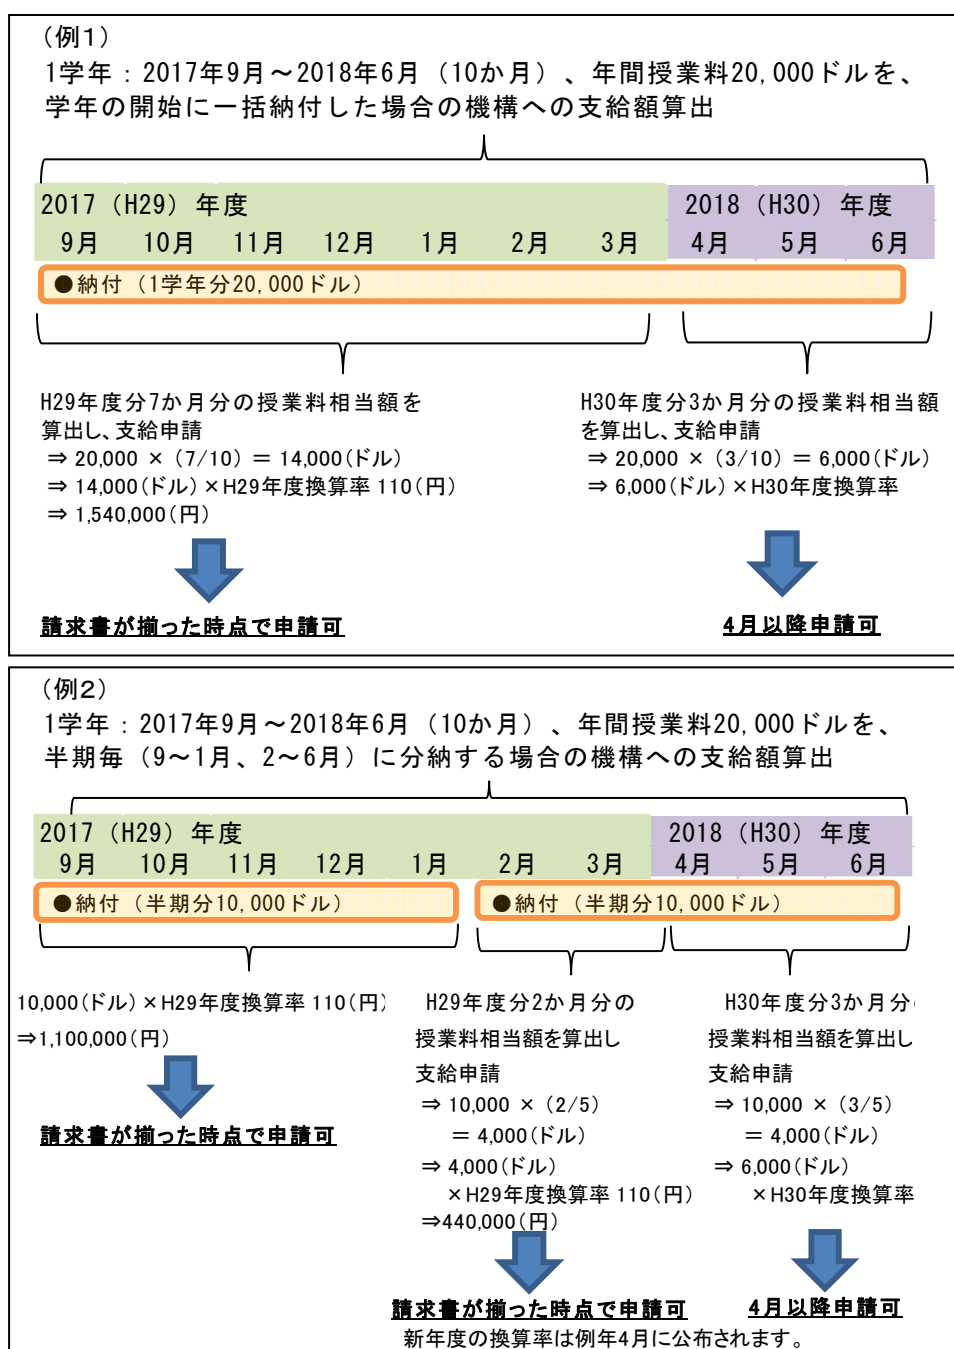 （例１）
1学年：2017年9月～2018年6月（10か月）、年間授業料20,000ドルを、
学年の開始に一括納付した場合の機構への支給額算出
2017（H29）年度 2018（H30）年度
9月 10月 11月 12月 1月 2月 3月 4月 5月 6月
●納付（1学年分20,000ドル）
H29年度分7か月分の授業料相当額を
算出し、支給申請
⇒ 20,000 × （7/10） ＝ 14,000（ドル）
⇒ 14,000（ドル）×H29年度換算率 110（円）
⇒ 1,540,000（円）
請求書が揃った時点で申請可
H30年度分3か月分の授業料相当額
を算出し、支給申請
⇒ 20,000 × （3/10） ＝ 6,000（ドル）
⇒ 6,000（ドル）×H30年度換算率
4月以降申請可
（例２）
1学年：2017年9月～2018年6月（10か月）、年間授業料20,000ドルを、
半期毎（9～1月、2～6月）に分納する場合の機構への支給額算出
2017（H29）年度 2018（H30）年度
9月 10月 11月 12月 1月 2月 3月 4月 5月 6月
●納付（半期分10,000ドル） ●納付（半期分10,000ドル）
10,000（ドル）×H29年度換算率 110（円）
⇒1,100,000（円）
請求書が揃った時点で申請可
H29年度分2か月分の
授業料相当額を算出し
支給申請
⇒ 10,000 × （2/5）
＝ 4,000（ドル）
⇒ 4,000（ドル）
×H29年度換算率 110（円）
⇒440,000（円）
請求書が揃った時点で申請可
H30年度分3か月分
授業料相当額を算出し
支給申請
⇒ 10,000 × （3/5）
＝ 4,000（ドル）
⇒ 6,000（ドル）
×H30年度換算率
4月以降申請可
新年度の換算率は例年4月に公布されます。